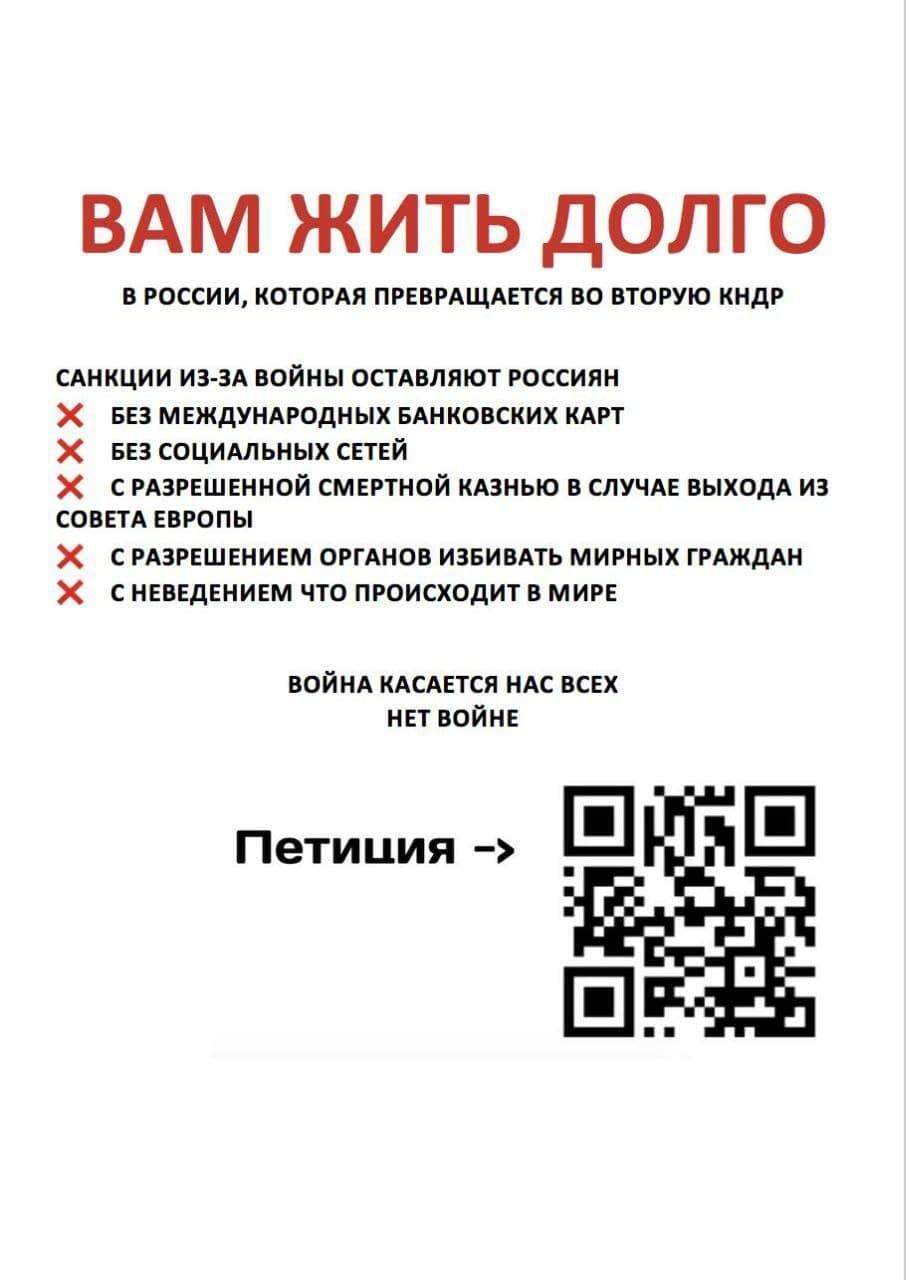 ВАМ ЖИТЬ ДОЛГО
В РОССИИ, КОТОРАЯ ПРЕВРАЩАЕТСЯ ВО ВТОРУЮ КНДР
САНКЦИИ ИЗ-ЗА ВОЙНЫ ОСТАВЛЯЮТ РОССИЯН
❌ БЕЗ МЕЖДУНАРОДНЫХ БАНКОВСКИХ КАРТ
❌ БЕЗ СОЦИАЛЬНЫХ СЕТЕЙ
❌ С РАЗРЕШЕННОЙ СМЕРТНОЙ КАЗНЬЮ В СЛУЧАЕ ВЫХОДА ИЗ
СОВЕТА ЕВРОПЫ
❌ С РАЗРЕШЕНИЕМ ОРГАНОВ ИЗБИВАТЬ МИРНЫХ ГРАЖДАН
❌ С НЕВЕДЕНИЕМ ЧТО ПРОИСХОДИТ В МИРЕ
ВОЙНА КАСАЕТСЯ НАС ВСЕХ
НЕТ ВОЙНЕ
Петиция ->